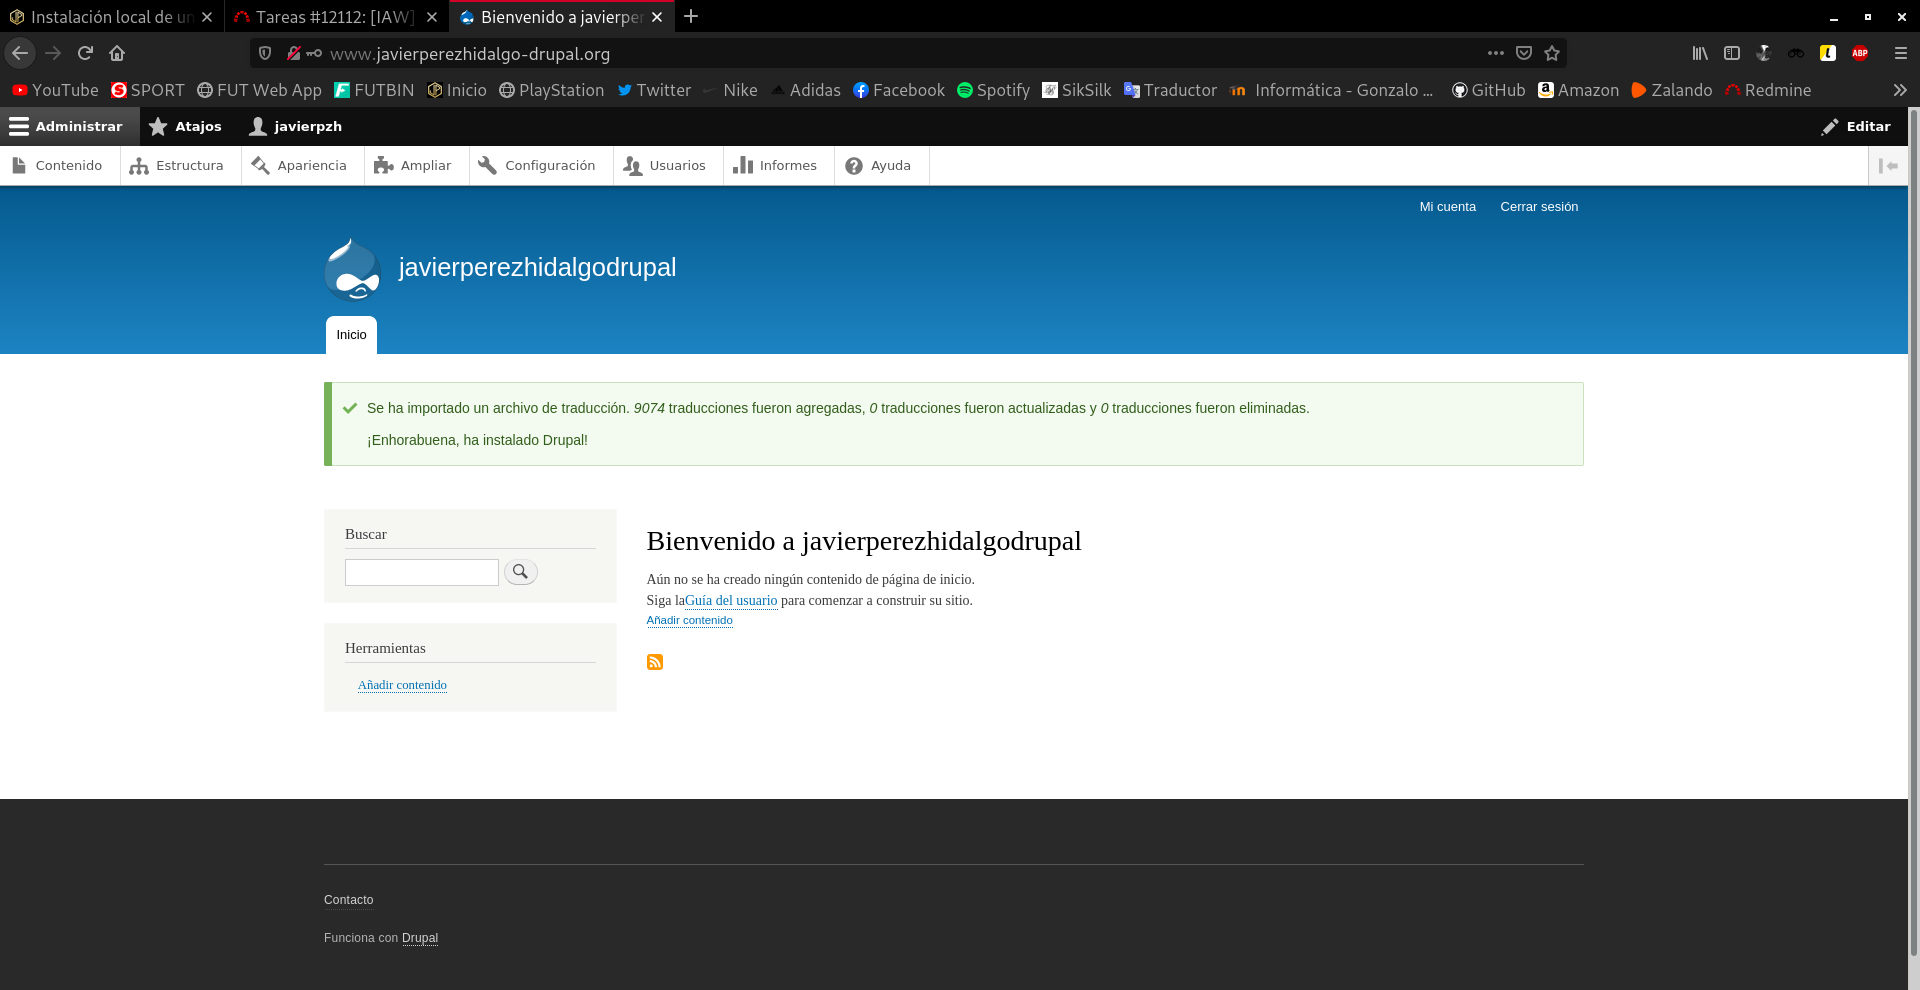 Instalación local de un
Tareas #12112: [IAW]
Bienvenido a javierper
www.javierperezhidalgo-drupal.org
ABP
YouTube
SPORT
FUT Web App
FUTBIN
Inicio
PlayStation
Twitter
Nike
Adidas
Facebook
Spotify
SikSilk
Traductor
Informática - Gonzalo ...
GitHub
Amazon
Zalando
Redmine
Administrar
Atajos
javierpzh
Editar
Contenido
Estructura
Apariencia
Ampliar
Configuración
Usuarios
Informes
Ayuda
Mi cuenta
Cerrar sesión
javierperezhidalgodrupal
Inicio
Se ha importado un archivo de traducción. 9074 traducciones fueron agregadas, 0 traducciones fueron actualizadas y 0 traducciones fueron eliminadas.
¡Enhorabuena, ha instalado Drupal!
Buscar
Herramientas
Añadir contenido
Bienvenido a javierperezhidalgodrupal
Aún no se ha creado ningún contenido de página de inicio.
Siga laGuía del usuario para comenzar a construir su sitio.
Añadir contenido
Contacto
Funciona con Drupal